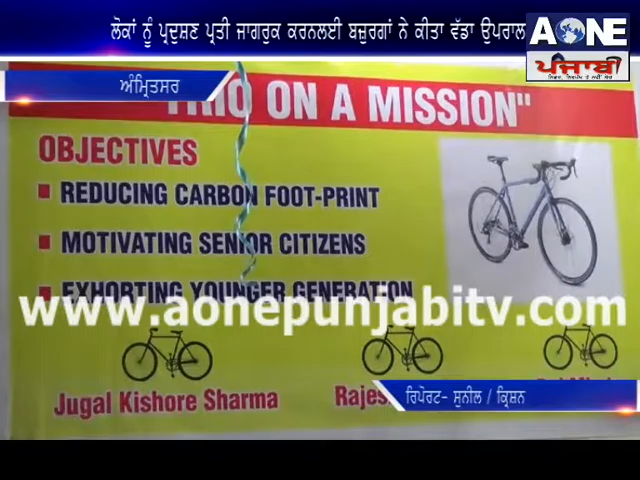 ਲੋਕਾਂ ਨੂੰ ਪ੍ਰਦੁਸ਼ਣ ਪ੍ਰਤੀ ਜਾਗਰੁਕ ਕਰਨਲਈ ਬਜ਼ੁਰਗਾਂ ਨੇ ਕੀਤਾ ਵੱਡਾ ਉਪਰਾਲ
AONE
ਪੰਜਾਬੀ
ਅੰਮ੍ਰਿਤਸਰ
TRIO ON A MISSION"
OBJECTIVES
REDUCING CARBON FOOT-PRINT
MOTIVATING SENIOR CITIZENS
EXHORTING YOUNGER GENERATION
www.aonepunjabitv.com
Jugal Kishore Sharma
ਰਿਪੋਰਟ- ਸੁਨੀਲ / ਕ੍ਰਿਸ਼ਨ